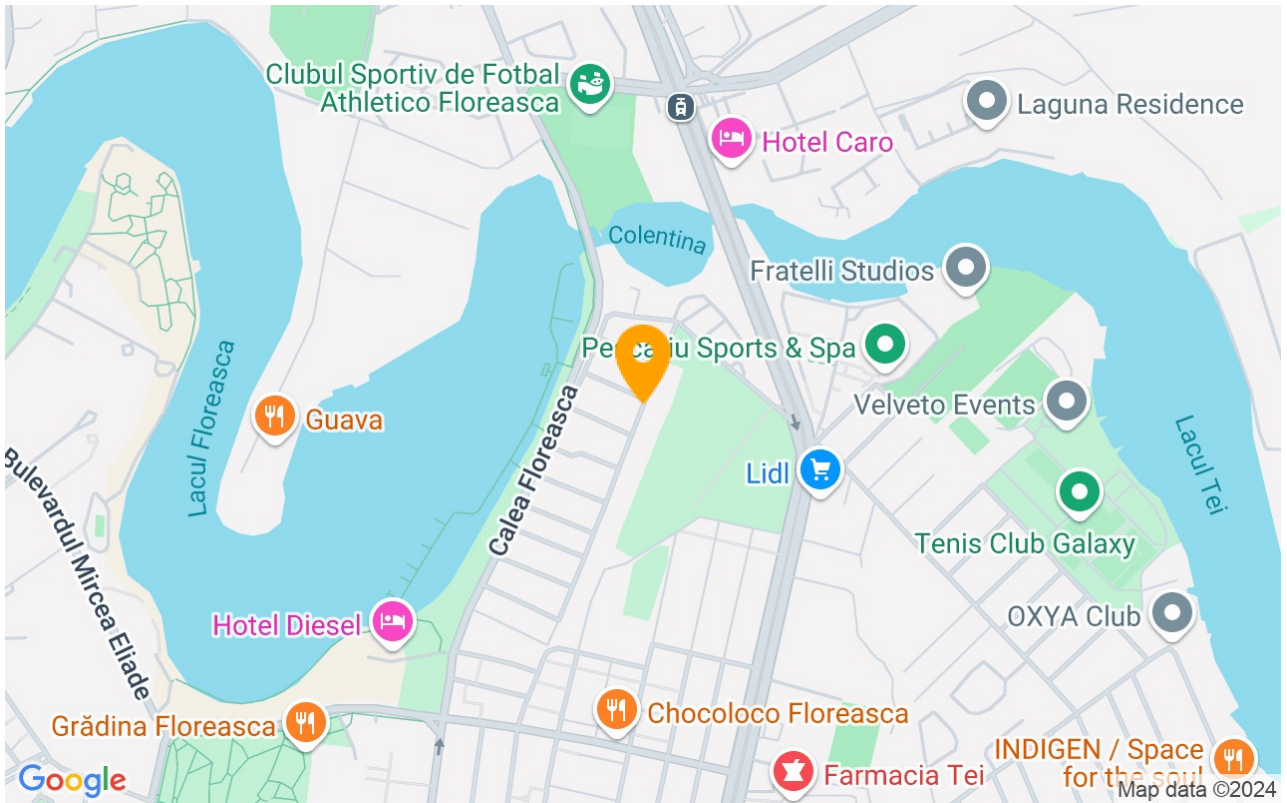 Clubul Sportiv de Fotbal
Athletico Floreasca
Laguna Residence
Hotel Caro
Colentina
Fratelli Studios
Sports & Spa
Lacul Floreasca
Guava
Calea Floreasca
Velveto Events
Lidl
Lacul Tei
Bulevardul Mircea Eliade
Tenis Club Galaxy
Hotel Diesel
OXYA Club
Grădina Floreasca
Chocoloco Floreasca
INDIGEN / Space
for the soul
Farmacia Tei
Google
Map data ©2024